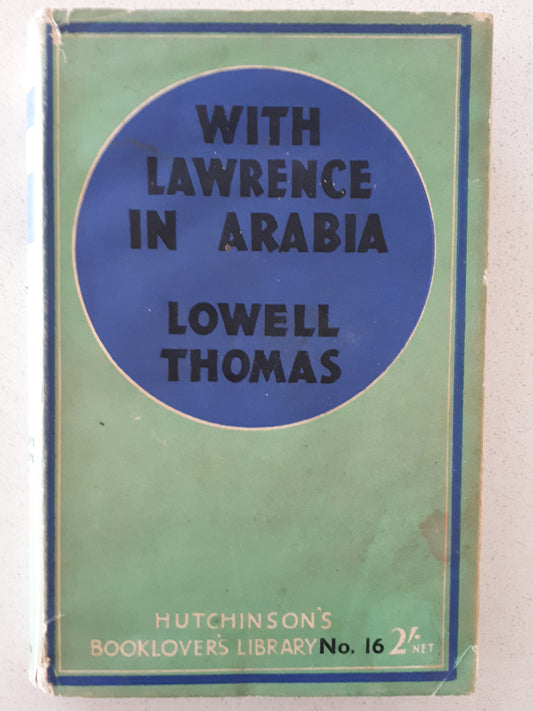 WITH
LAWRENCE
IN ARABIA
LOWELL
THOMAS
HUTCHINSON'S
BOOKLOVER'S LIBRARY No. 16 2/- NET